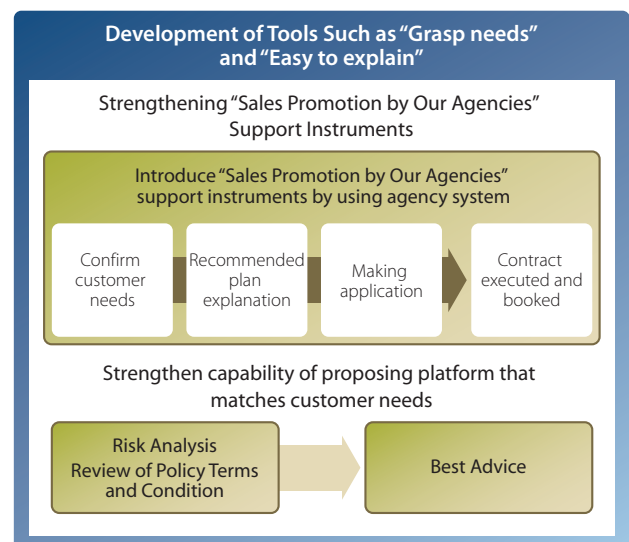 Development of Tools Such as “Grasp needs”
and “Easy to explain”
Strengthening “Sales Promotion by Our Agencies”
Support Instruments
Introduce “Sales Promotion by Our Agencies”
support instruments by using agency system
Confirm
customer
needs
Recommended
plan
explanation
Making
application
Contract
executed and
booked
Strengthen capability of proposing platform that
matches customer needs
Risk Analysis
Review of Policy Terms
and Condition
Best Advice